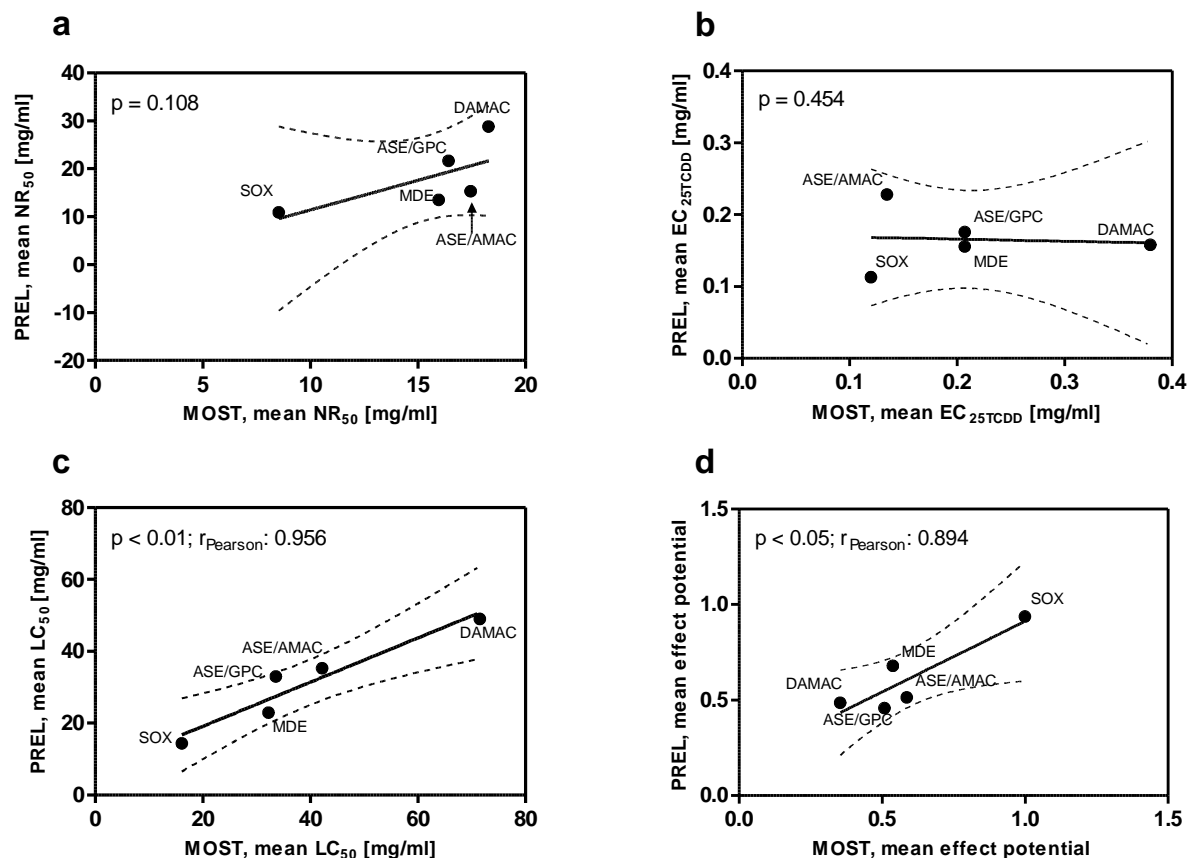 a
p = 0.108
PREL, mean NR50 [mg/ml]
40
30
20
10
0
-10
-20
DAMAC
ASE/GPC
SOX
MDE
ASE/AMAC
0 5 10 15 20
MOST, mean NR50 [mg/ml]
b
p = 0.454
PREL, mean EC25TCDD [mg/ml]
0.4
0.3
0.2
0.1
0.0
ASE/AMAC
ASE/GPC
DAMAC
SOX
MDE
0.0 0.1 0.2 0.3 0.4
MOST, mean EC25TCDD [mg/ml]
c
p < 0.01; rPearson: 0.956
PREL, mean LC50 [mg/ml]
80
60
40
20
0
ASE/AMAC
DAMAC
ASE/GPC
MDE
SOX
0 20 40 60 80
MOST, mean LC50 [mg/ml]
d
p < 0.05; rPearson: 0.894
PREL, mean effect potential
1.5
1.0
0.5
0.0
SOX
MDE
DAMAC
ASE/AMAC
ASE/GPC
0.0 0.5 1.0 1.5
MOST, mean effect potential